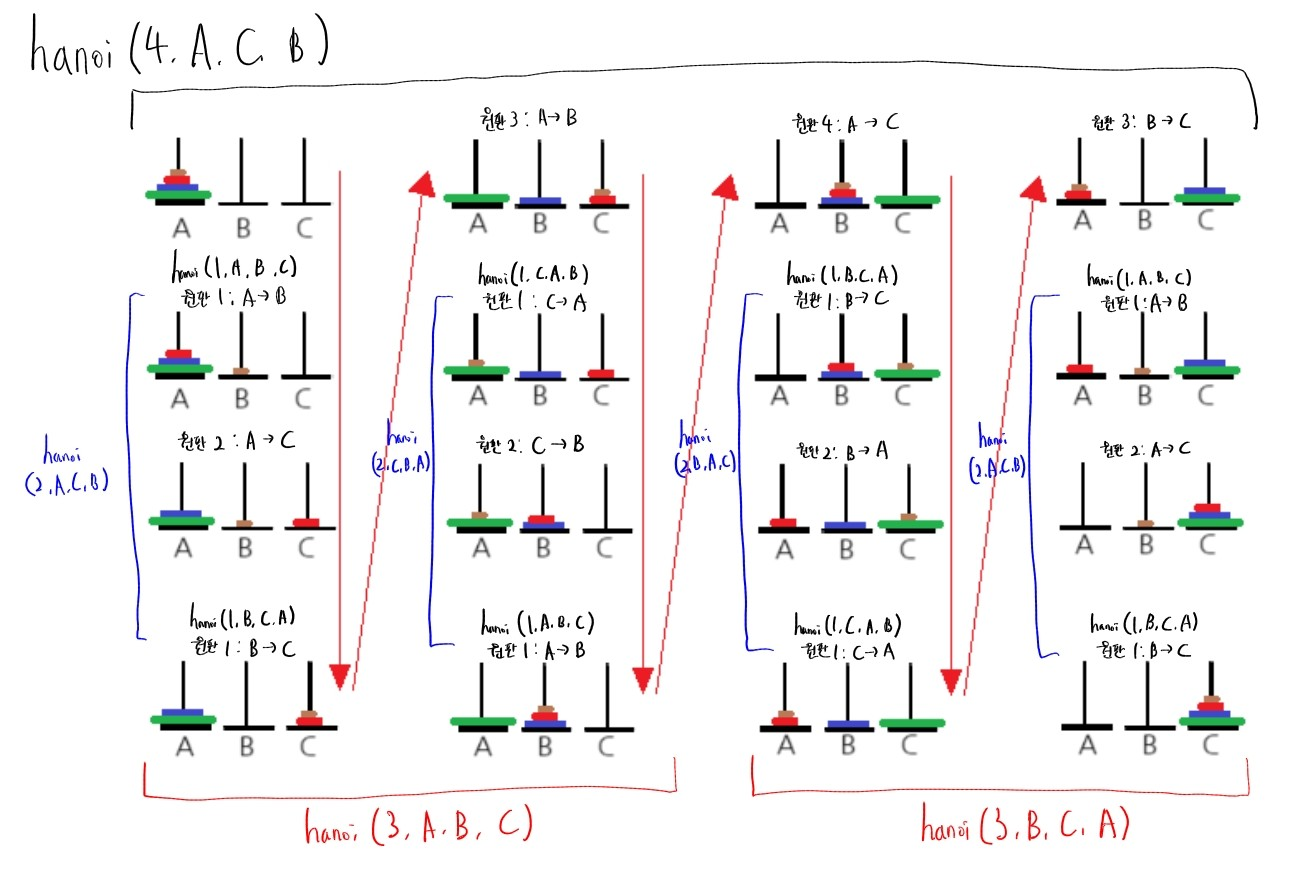 hanoi (4. A. C. B)
A B C
hanoi (1, A, B, C)
원판 1: A→B
A B C
원판 2: A→C
A B C
hanoi (1, B, C. A)
원판 1: B→C
A B C
hanoi
(2, A. C, B)
원판 3: A→B
A B C
hanoi (1, C. A. B)
원판 1: C→A
A B C
원판 2: C→B
A B C
hanoi (1, A. B. C)
원판 1: A→B
A B C
hanoi
(2. C, B, A)
hanoi (3, A. B, C)
원판 4: A→C
A B C
hanoi (1, B. C, A)
원판 1: B→C
A B C
원판 2: B→A
A B C
hanoi (1, C, A, B)
원판 1: C→A
A B C
hanoi
(2, B, A, C)
원판 3: B→C
A B C
hanoi (1, A, B, C)
원판 1: A→B
A B C
원판 2: A→C
A B C
hanoi (1, B, C. A)
원판 1: B→C
A B C
hanoi
(2. A, C, B)
hanoi (3, B, C, A)